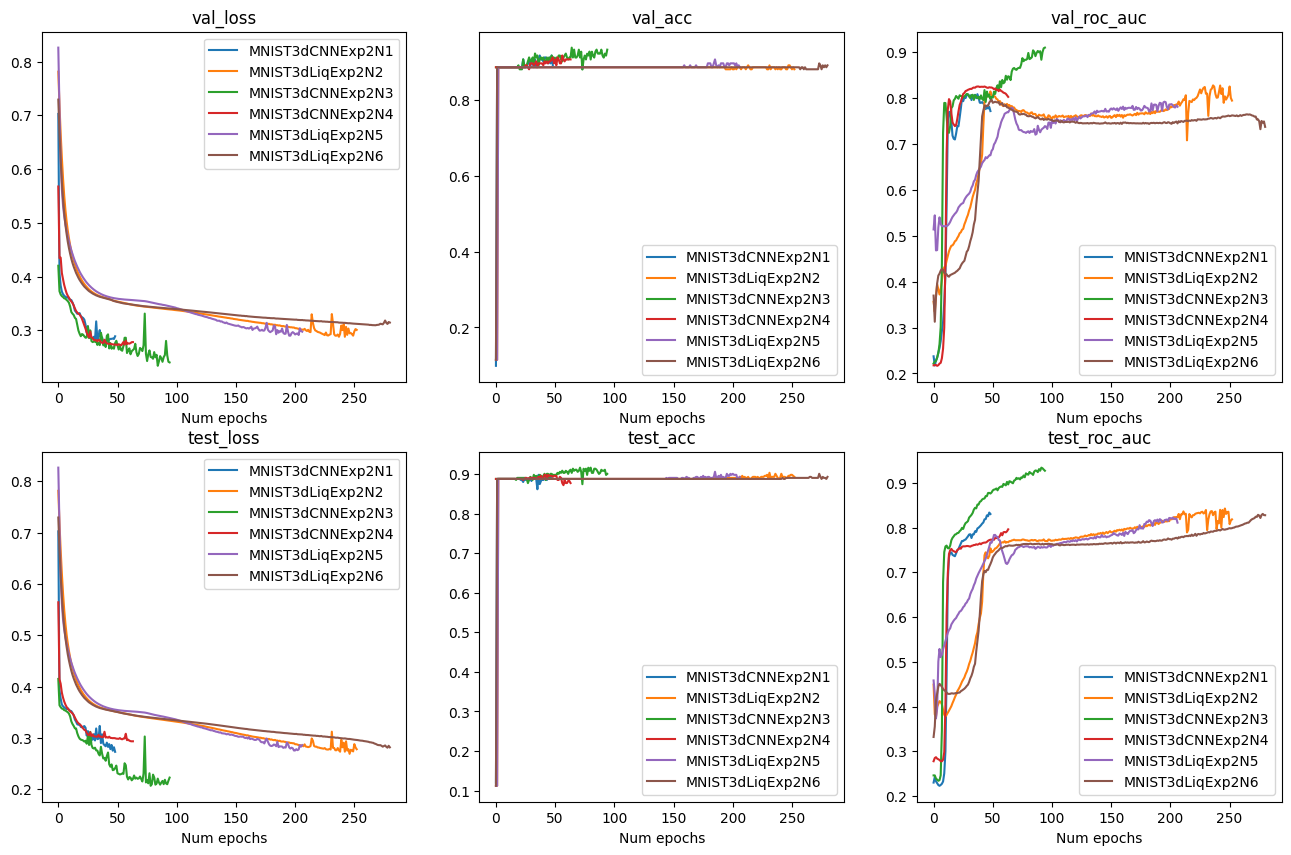 val_loss
0.8
0.7
0.6
0.5
0.4
0.3
0
50
100
150
200
250
Num epochs
MNIST3dCNNExp2N1
MNIST3dLiqExp2N2
MNIST3dCNNExp2N3
MNIST3dCNNExp2N4
MNIST3dLiqExp2N5
MNIST3dLiqExp2N6
val_acc
0.8
0.6
0.4
0.2
0
50
100
150
200
250
Num epochs
MNIST3dCNNExp2N1
MNIST3dLiqExp2N2
MNIST3dCNNExp2N3
MNIST3dCNNExp2N4
MNIST3dLiqExp2N5
MNIST3dLiqExp2N6
val_roc_auc
0.9
0.8
0.7
0.6
0.5
0.4
0.3
0.2
0
50
100
150
200
250
Num epochs
MNIST3dCNNExp2N1
MNIST3dLiqExp2N2
MNIST3dCNNExp2N3
MNIST3dCNNExp2N4
MNIST3dLiqExp2N5
MNIST3dLiqExp2N6
test_loss
0.8
0.7
0.6
0.5
0.4
0.3
0.2
0
50
100
150
200
250
Num epochs
MNIST3dCNNExp2N1
MNIST3dLiqExp2N2
MNIST3dCNNExp2N3
MNIST3dCNNExp2N4
MNIST3dLiqExp2N5
MNIST3dLiqExp2N6
test_acc
0.9
0.8
0.7
0.6
0.5
0.4
0.3
0.2
0.1
0
50
100
150
200
250
Num epochs
MNIST3dCNNExp2N1
MNIST3dLiqExp2N2
MNIST3dCNNExp2N3
MNIST3dCNNExp2N4
MNIST3dLiqExp2N5
MNIST3dLiqExp2N6
test_roc_auc
0.9
0.8
0.7
0.6
0.5
0.4
0.3
0.2
0
50
100
150
200
250
Num epochs
MNIST3dCNNExp2N1
MNIST3dLiqExp2N2
MNIST3dCNNExp2N3
MNIST3dCNNExp2N4
MNIST3dLiqExp2N5
MNIST3dLiqExp2N6